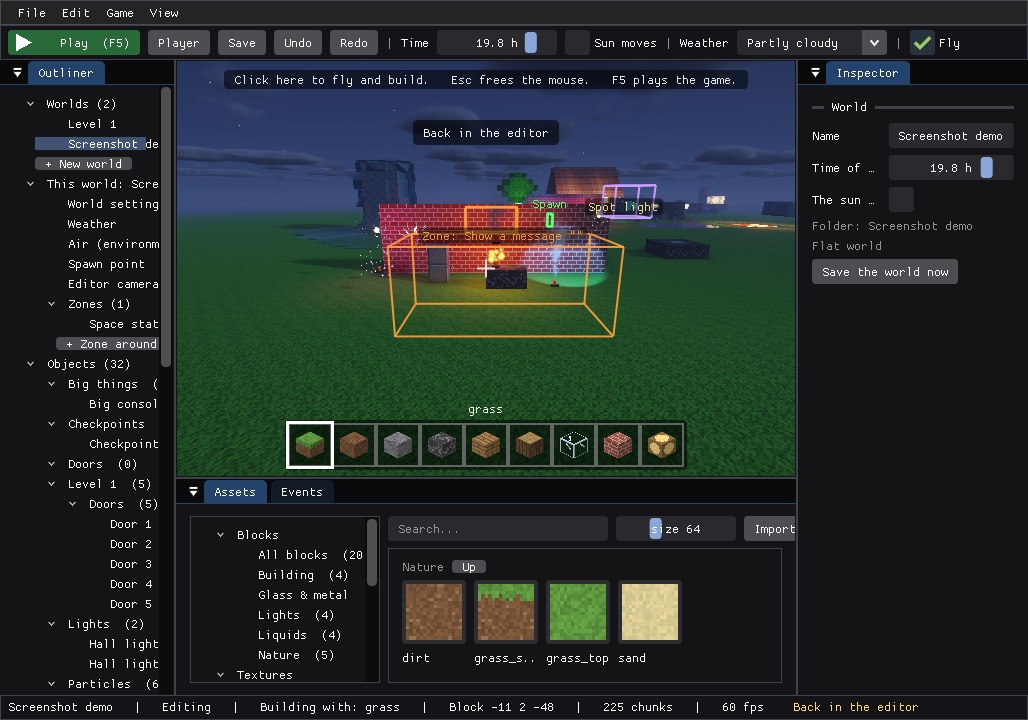 File Edit Game View
Play (F5) Player Save Undo Redo | Time 19.8 h Sun moves | Weather Partly cloudy | Fly
Outliner
Worlds (2)
Level 1
Screenshot de
+ New world
This world: Scre
World setting
Weather
Air (environm
Spawn point
Editor camera
Zones (1)
Space stat
+ Zone around
Objects (32)
Big things (
Big consol
Checkpoints
Checkpoint
Doors (0)
Level 1 (5)
Doors (5)
Door 1
Door 2
Door 3
Door 4
Door 5
Lights (2)
Hall light
Hall light
Particles (6
Click here to fly and build. Esc frees the mouse. F5 plays the game.
Back in the editor
Spawn
Spot light
Zone: Show a message ""
grass
Assets Events
Blocks
All blocks (20
Building (4)
Glass & metal
Lights (4)
Liquids (4)
Nature (5)
Textures
Search... size 64 Import
Nature Up
dirt grass_s.. grass_top sand
Inspector
World
Name Screenshot demo
Time of … 19.8 h
The sun …
Folder: Screenshot demo
Flat world
Save the world now
Screenshot demo | Editing | Building with: grass | Block -11 2 -48 | 225 chunks | 60 fps Back in the editor